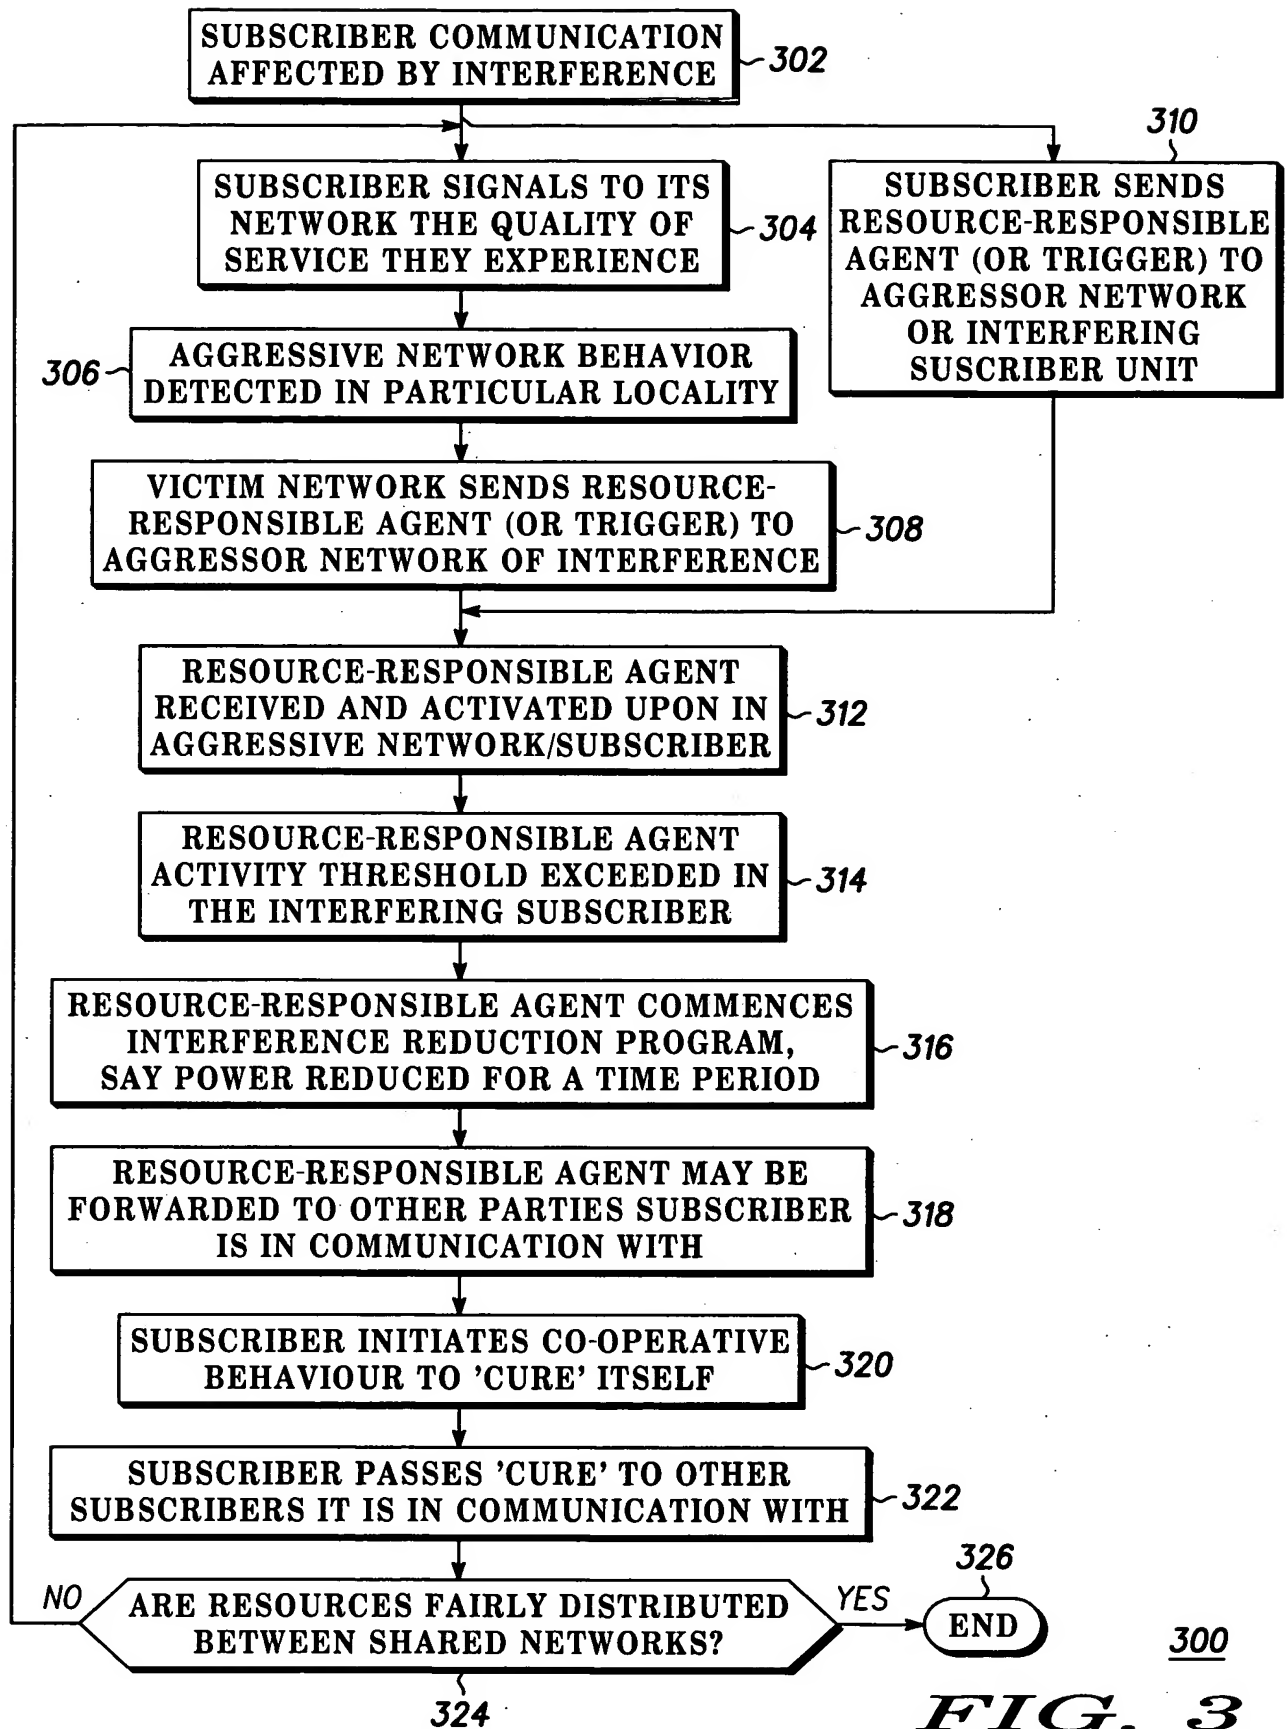 SUBSCRIBER COMMUNICATION
AFFECTED BY INTERFERENCE
302
310
SUBSCRIBER SIGNALS TO ITS
NETWORK THE QUALITY OF
SERVICE THEY EXPERIENCE
304
SUBSCRIBER SENDS
RESOURCE-RESPONSIBLE
AGENT (OR TRIGGER) TO
AGGRESSOR NETWORK
OR INTERFERING
SUSCRIBER UNIT
306
AGGRESSIVE NETWORK BEHAVIOR
DETECTED IN PARTICULAR LOCALITY
VICTIM NETWORK SENDS RESOURCE-
RESPONSIBLE AGENT (OR TRIGGER) TO
AGGRESSOR NETWORK OF INTERFERENCE
308
RESOURCE-RESPONSIBLE AGENT
RECEIVED AND ACTIVATED UPON IN
AGGRESSIVE NETWORK/SUBSCRIBER
312
RESOURCE-RESPONSIBLE AGENT
ACTIVITY THRESHOLD EXCEEDED IN
THE INTERFERING SUBSCRIBER
314
RESOURCE-RESPONSIBLE AGENT COMMENCES
INTERFERENCE REDUCTION PROGRAM,
SAY POWER REDUCED FOR A TIME PERIOD
316
RESOURCE-RESPONSIBLE AGENT MAY BE
FORWARDED TO OTHER PARTIES SUBSCRIBER
IS IN COMMUNICATION WITH
318
SUBSCRIBER INITIATES CO-OPERATIVE
BEHAVIOUR TO 'CURE' ITSELF
320
SUBSCRIBER PASSES 'CURE' TO OTHER
SUBSCRIBERS IT IS IN COMMUNICATION WITH
322
NO
ARE RESOURCES FAIRLY DISTRIBUTED
BETWEEN SHARED NETWORKS?
YES
326
END
324
300
FIG. 3